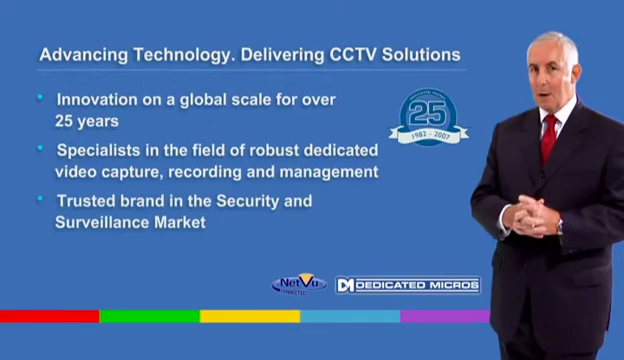 Advancing Technology. Delivering CCTV Solutions
• Innovation on a global scale for over
25 years
25
1982 - 2007
• Specialists in the field of robust dedicated
video capture, recording and management
• Trusted brand in the Security and
Surveillance Market
NetVu
CONNECTED
DM DEDICATED MICROS